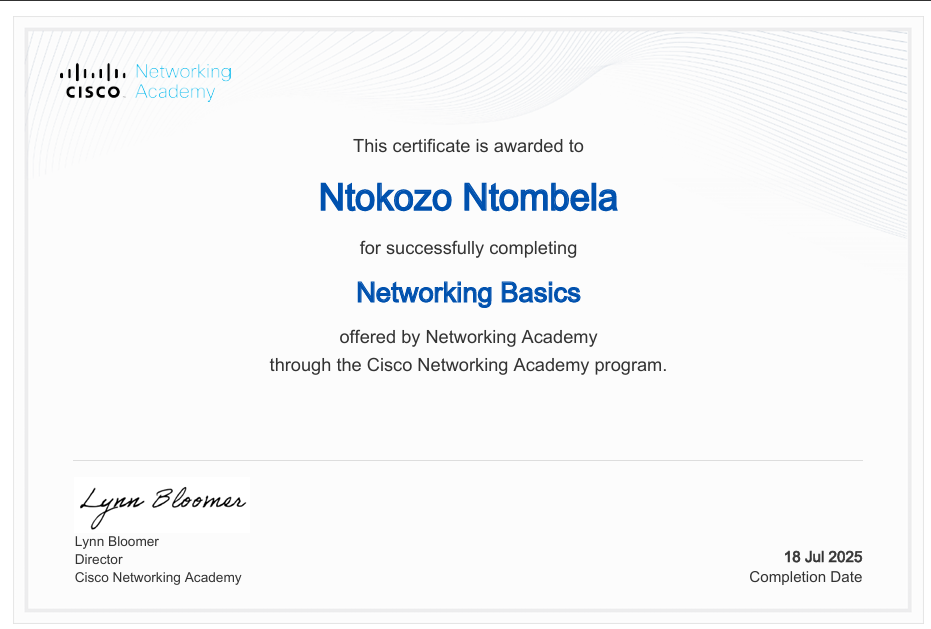 Networking
CISCO Academy
This certificate is awarded to
Ntokozo Ntombela
for successfully completing
Networking Basics
offered by Networking Academy
through the Cisco Networking Academy program.
Lynn Bloomer
Lynn Bloomer
Director
Cisco Networking Academy
18 Jul 2025
Completion Date